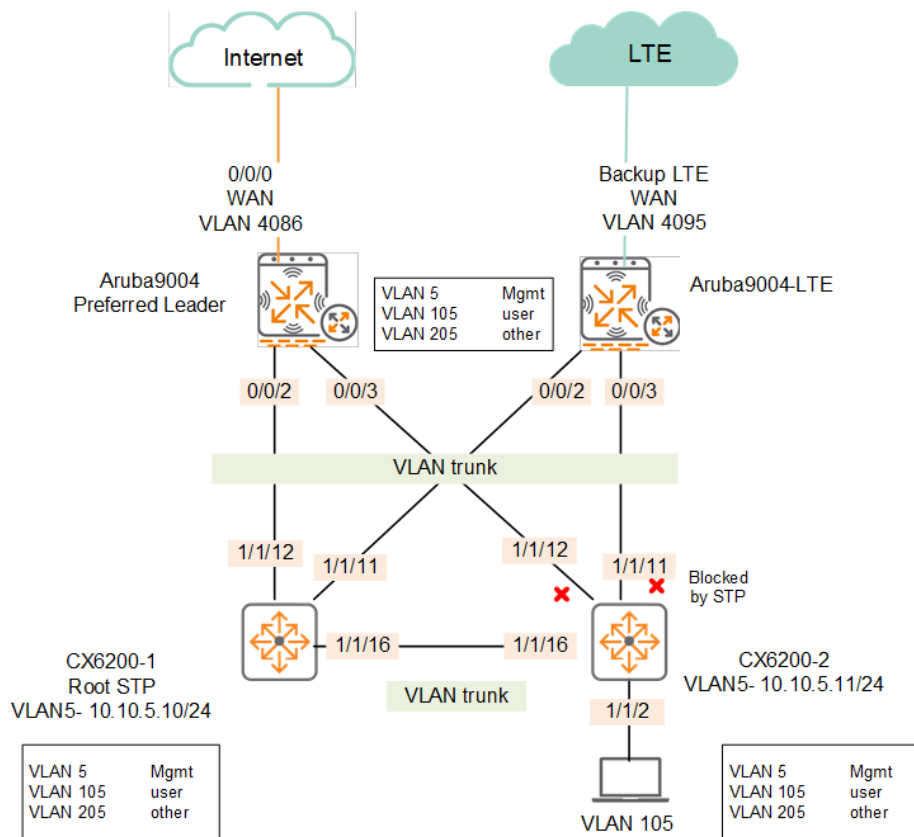 Internet
LTE
0/0/0
WAN
VLAN 4086
Backup LTE
WAN
VLAN 4095
Aruba9004
Preferred Leader
VLAN 5 Mgmt
VLAN 105 user
VLAN 205 other
Aruba9004-LTE
0/0/2
0/0/3
0/0/2
0/0/3
VLAN trunk
1/1/12
1/1/11
1/1/12
1/1/11
Blocked
by STP
1/1/16
1/1/16
CX6200-1
Root STP
VLAN5- 10.10.5.10/24
VLAN trunk
CX6200-2
VLAN5- 10.10.5.11/24
1/1/2
VLAN 5 Mgmt
VLAN 105 user
VLAN 205 other
VLAN 105
VLAN 5 Mgmt
VLAN 105 user
VLAN 205 other